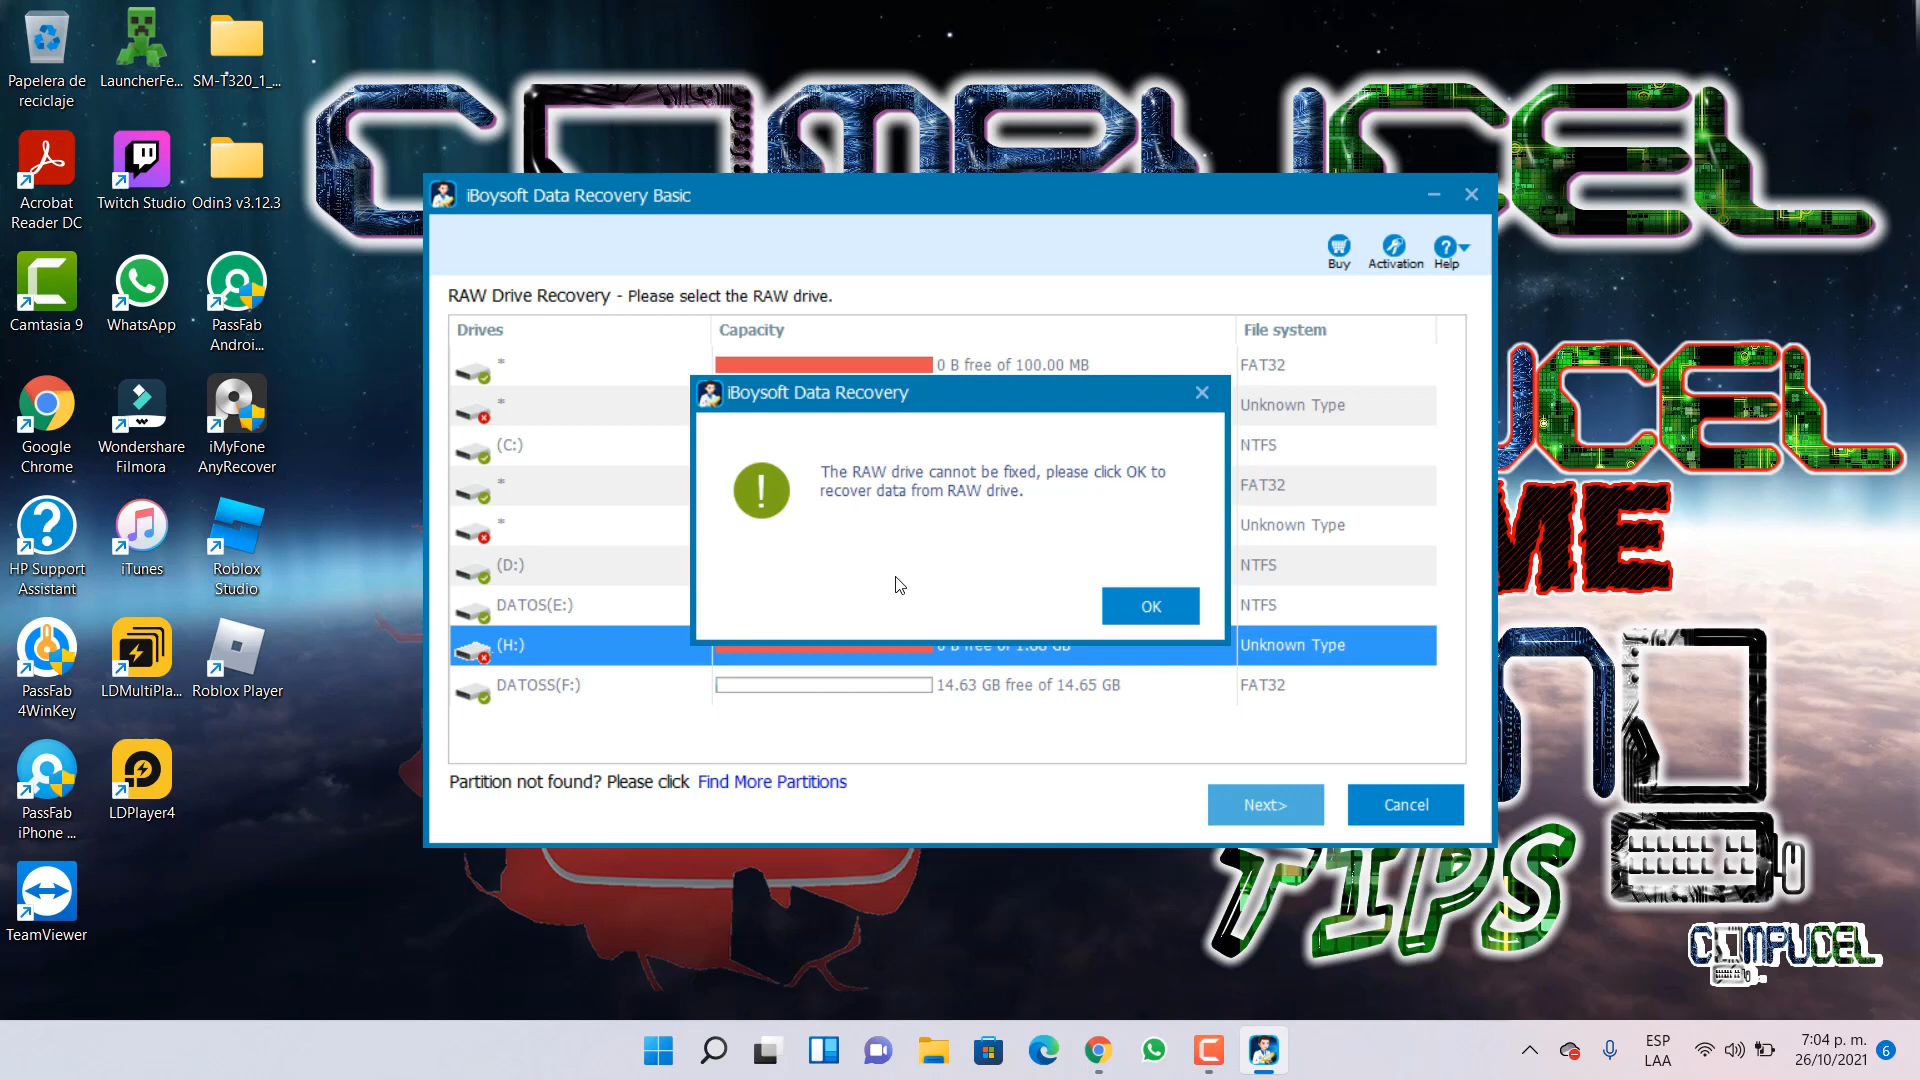 Papelera de
reciclaje
LauncherFe...
SM-T320_1_...
Acrobat
Reader DC
Twitch Studio
Odin3 v3.12.3
Camtasia 9
WhatsApp
PassFab
Androi...
Google
Chrome
Wondershare
Filmora
iMyFone
AnyRecover
HP Support
Assistant
iTunes
Roblox
Studio
PassFab
4WinKey
LDMultiPla...
Roblox Player
PassFab
iPhone ...
LDPlayer4
TeamViewer
iBoysoft Data Recovery Basic
Buy
Activation
Help
RAW Drive Recovery - Please select the RAW drive.
Drives
Capacity
File system
*
0 B free of 100.00 MB
FAT32
*
Unknown Type
(C:)
NTFS
*
FAT32
*
Unknown Type
(D:)
NTFS
DATOS(E:)
NTFS
(H:)
Unknown Type
DATOSS(F:)
14.63 GB free of 14.65 GB
FAT32
iBoysoft Data Recovery
The RAW drive cannot be fixed, please click OK to
recover data from RAW drive.
OK
Partition not found? Please click Find More Partitions
Next>
Cancel
TIPS
COMPUCEL
ESP
LAA
7:04 p. m.
26/10/2021
6